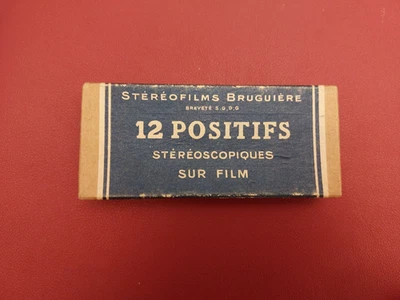 STÉRÉOFILMS BRUGUIÈRE
BREVETÉ S.G.D.G
12 POSITIFS
STÉRÉOSCOPIQUES
SUR FILM